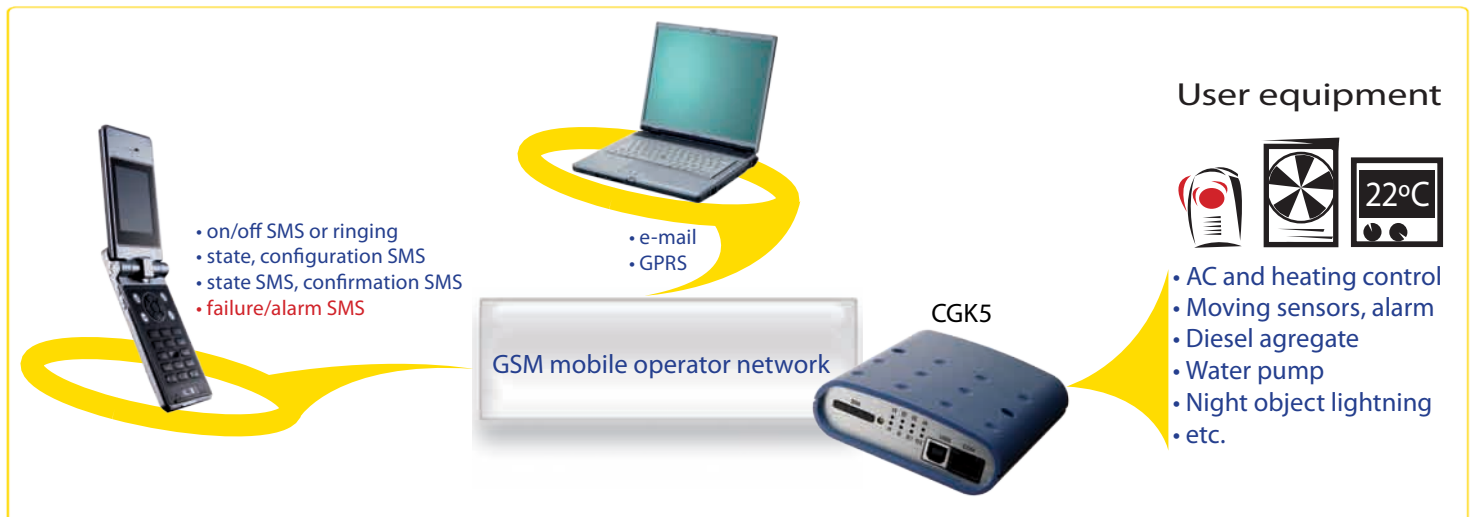 User equipment
22ºC
• on/off SMS or ringing
• state, configuration SMS
• state SMS, confirmation SMS
• failure/alarm SMS
• e-mail
• GPRS
GSM mobile operator network
CGK5
• AC and heating control
• Moving sensors, alarm
• Diesel agregate
• Water pump
• Night object lightning
• etc.